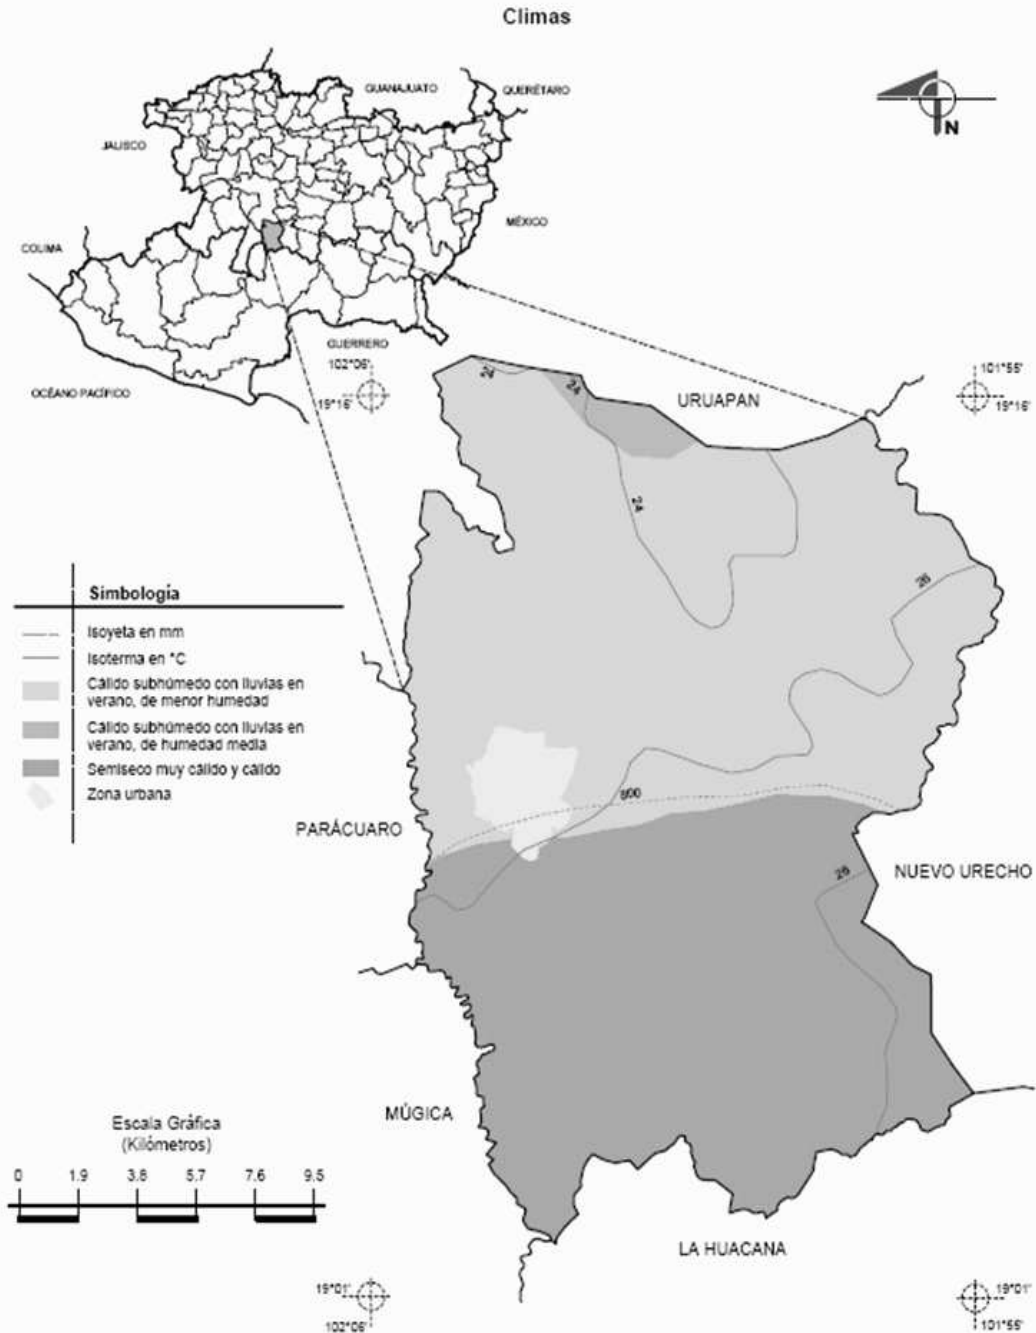 Climas
GUANAJUATO
QUERÉTARO
JALISCO
MÉXICO
COLIMA
GUERRERO
OCÉANO PACÍFICO
N
102°06'
19°16'
101°55'
19°16'
URUAPAN
24
24
24
26
Simbología
Isoyeta en mm
Isoterma en °C
Cálido subhúmedo con lluvias en
verano, de menor humedad
Cálido subhúmedo con lluvias en
verano, de humedad media
Semiseco muy cálido y cálido
Zona urbana
800
PARÁCUARO
NUEVO URECHO
MÚGICA
LA HUACANA
Escala Gráfica
(Kilómetros)
0 1.9 3.8 5.7 7.6 9.5
19°01'
102°06'
19°01'
101°55'